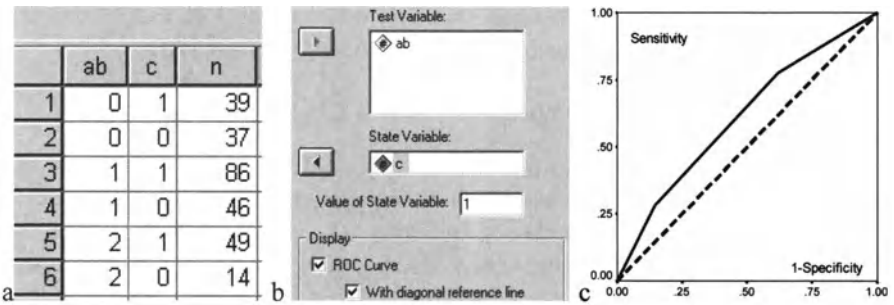 ab c n
1 0 1 39
2 0 0 37
3 1 1 86
4 1 0 46
5 2 1 49
6 2 0 14
a
Test Variable:
ab
State Variable:
c
Value of State Variable: 1
Display
ROC Curve
With diagonal reference line
b
1.00
Sensitivity
.75
.50
.25
0.00
1-Specificity
0.00 .25 .50 .75 1.00
c